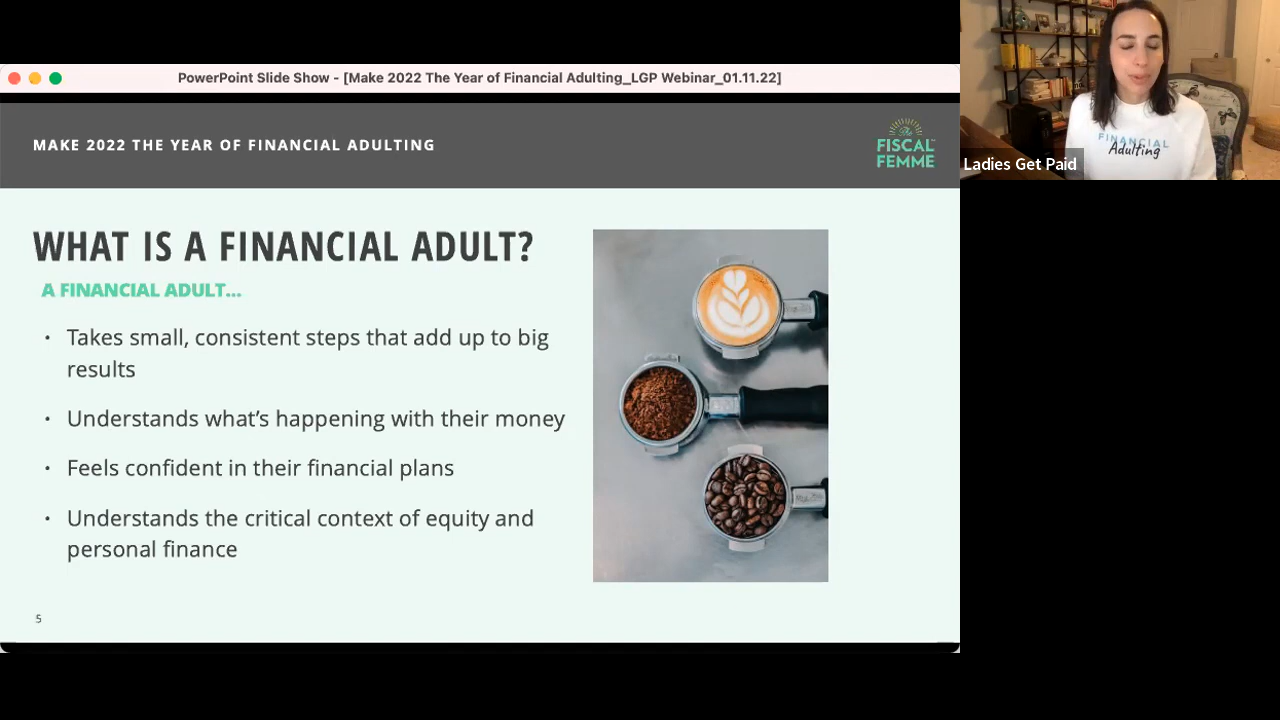 PowerPoint Slide Show - [Make 2022 The Year of Financial Adulting_LGP Webinar_01.11.22]
MAKE 2022 THE YEAR OF FINANCIAL ADULTING
The
FISCAL
FEMME
Ladies Get Paid
FINANCIAL
Adulting
WHAT IS A FINANCIAL ADULT?
A FINANCIAL ADULT...
• Takes small, consistent steps that add up to big
results
• Understands what’s happening with their money
• Feels confident in their financial plans
• Understands the critical context of equity and
personal finance
5